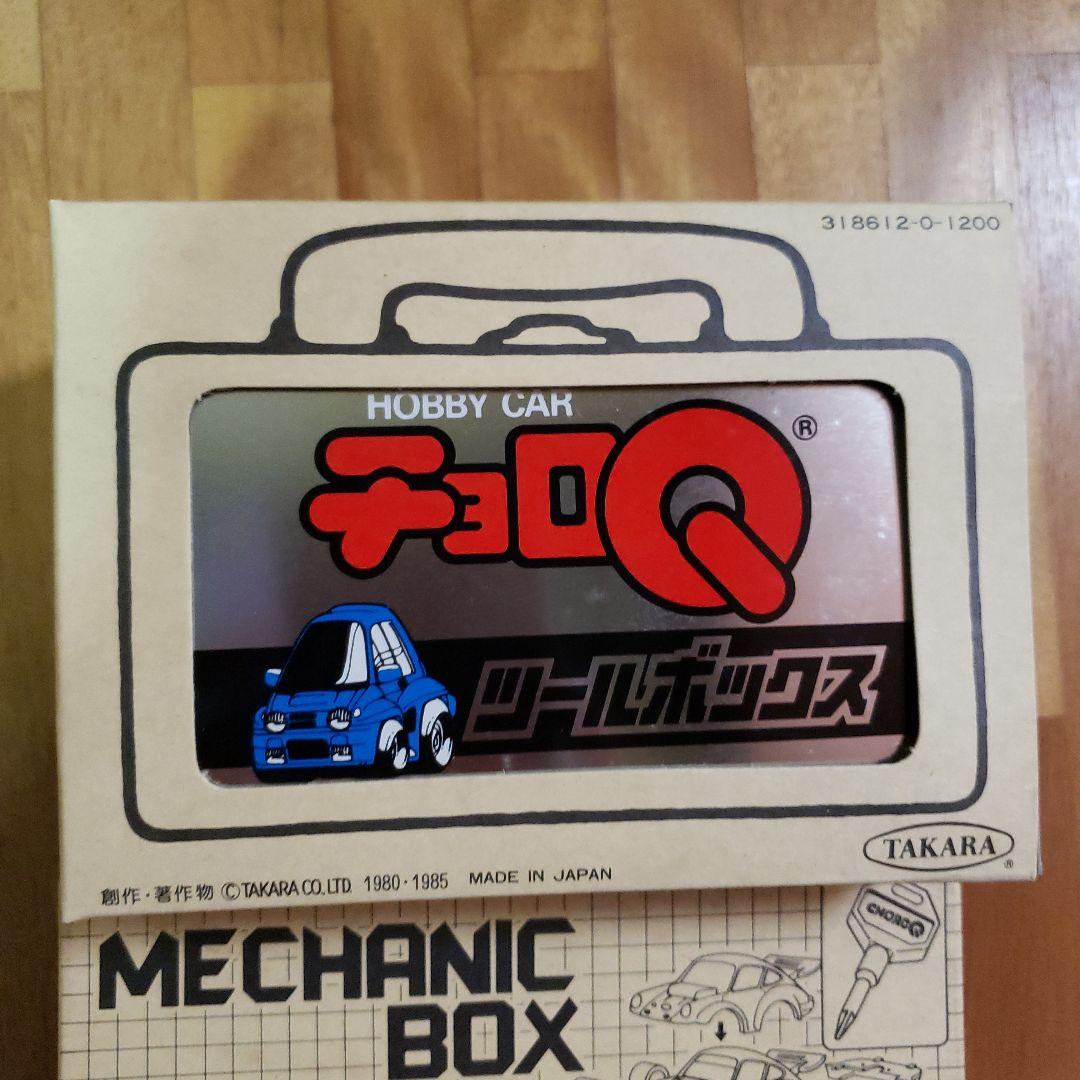 318612-0-1200
HOBBY CAR
チョロQ®
ツールボックス
TAKARA®
創作・著作物 ©TAKARA CO.,LTD. 1980・1985 MADE IN JAPAN
MECHANIC
BOX
CHOROQ